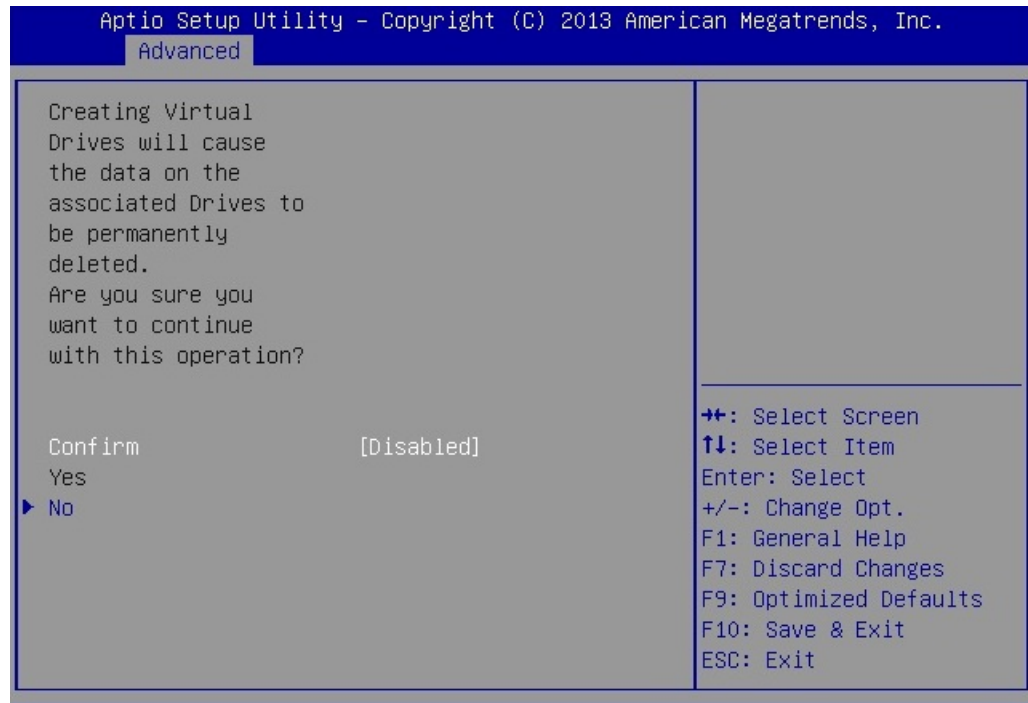 Aptio Setup Utility – Copyright (C) 2013 American Megatrends, Inc.
Advanced
Creating Virtual
Drives will cause
the data on the
associated Drives to
be permanently
deleted.
Are you sure you
want to continue
with this operation?
Confirm [Disabled]
Yes
No
→←: Select Screen
↑↓: Select Item
Enter: Select
+/-: Change Opt.
F1: General Help
F7: Discard Changes
F9: Optimized Defaults
F10: Save & Exit
ESC: Exit